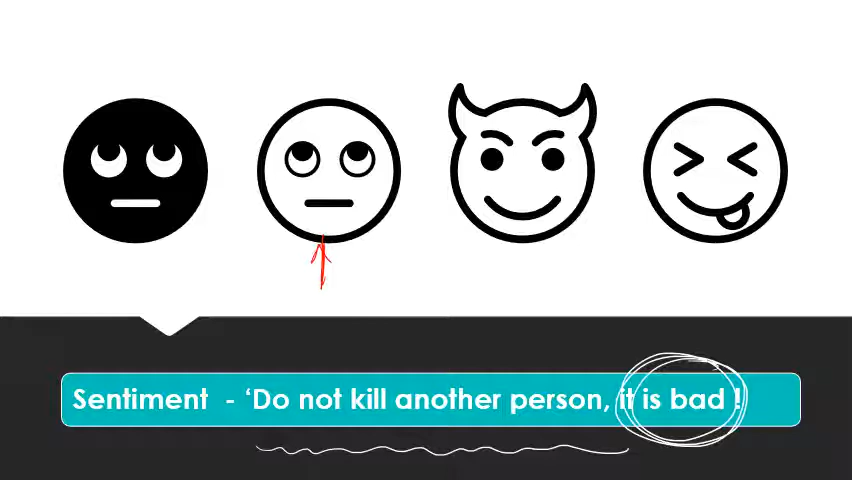 Sentiment - ‘Do not kill another person, it is bad !